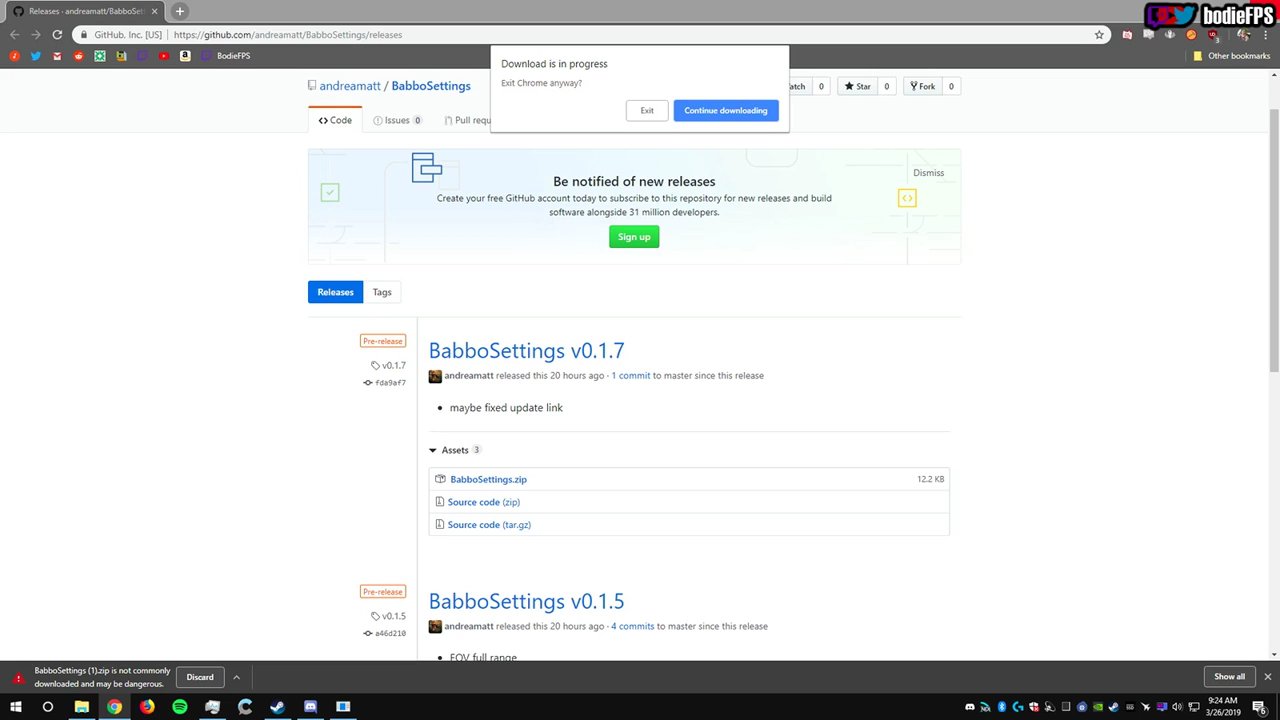 Releases - andreamatt/BabboSet
bodieFPS
GitHub, Inc. [US]
https://github.com/andreamatt/BabboSettings/releases
BodieFPS
Other bookmarks
Download is in progress
Exit Chrome anyway?
Exit
Continue downloading
andreamatt / BabboSettings
atch 0
Star 0
Fork 0
Code
Issues 0
Pull requ
Be notified of new releases
Dismiss
Create your free GitHub account today to subscribe to this repository for new releases and build
software alongside 31 million developers.
Sign up
Releases
Tags
Pre-release
v0.1.7
fda9af7
BabboSettings v0.1.7
andreamatt released this 20 hours ago · 1 commit to master since this release
maybe fixed update link
Assets 3
BabboSettings.zip
12.2 KB
Source code (zip)
Source code (tar.gz)
Pre-release
v0.1.5
a46d210
BabboSettings v0.1.5
andreamatt released this 20 hours ago · 4 commits to master since this release
FOV full range
BabboSettings (1).zip is not commonly
downloaded and may be dangerous.
Discard
Show all
9:24 AM
3/26/2019